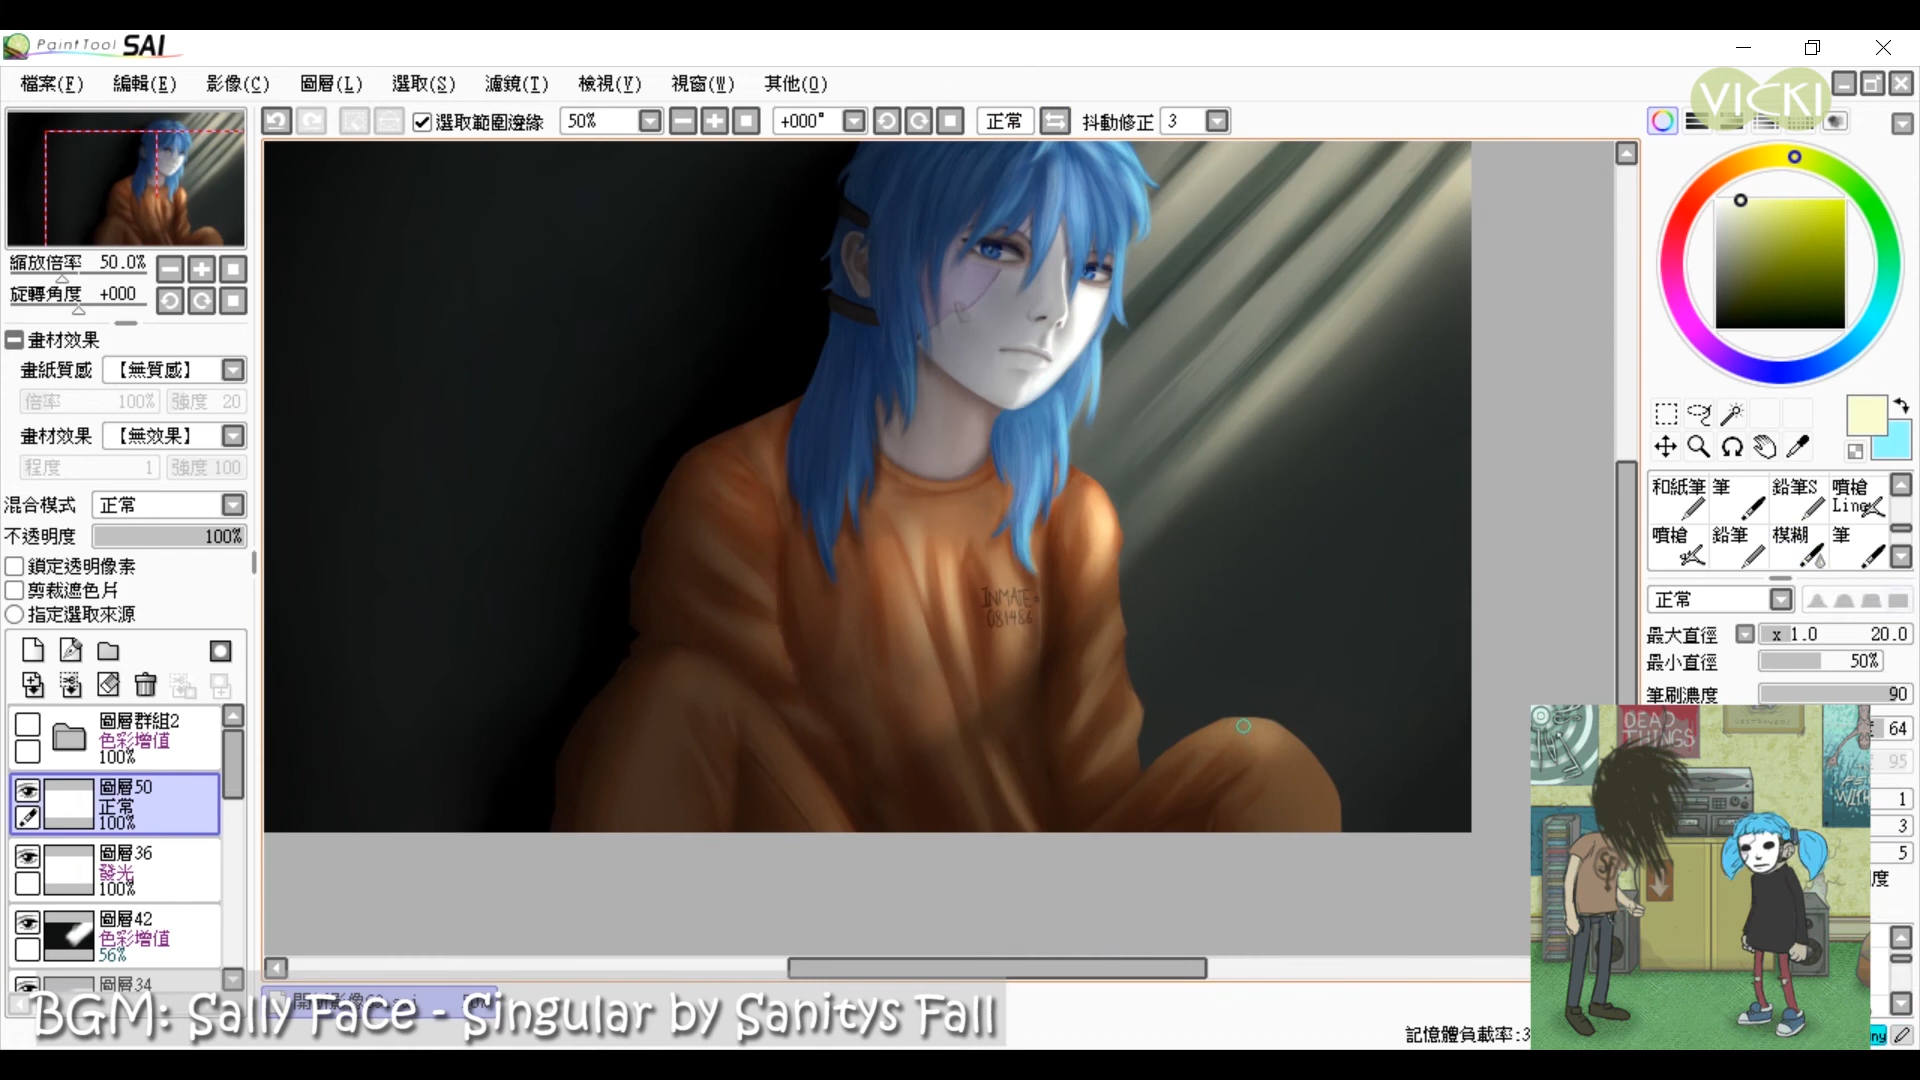 PaintTool SAI
檔案(F) 編輯(E) 影像(C) 圖層(L) 選取(S) 濾鏡(T) 檢視(V) 視窗(W) 其他(O)
VICKI
選取範圍邊緣 50% +000° 正常 抖動修正 3
縮放倍率 50.0%
旋轉角度 +000
畫材效果
畫紙質感 【無質感】
倍率 100% 強度 20
畫材效果 【無效果】
程度 1 強度 100
混合模式 正常
不透明度 100%
鎖定透明像素
剪裁遮色片
指定選取來源
圖層群組2
色彩增值
100%
圖層50
正常
100%
圖層36
發光
100%
圖層42
色彩增值
56%
圖層34
INMATE
081486
和紙筆 筆 鉛筆S 噴槍
Line
噴槍 鉛筆 模糊 筆
正常
最大直徑 x 1.0 20.0
最小直徑 50%
筆刷濃度 90
64
95
1
3
5
度
DEAD
THINGS
BGM: Sally Face - Singular by Sanitys Fall
記憶體負載率:3